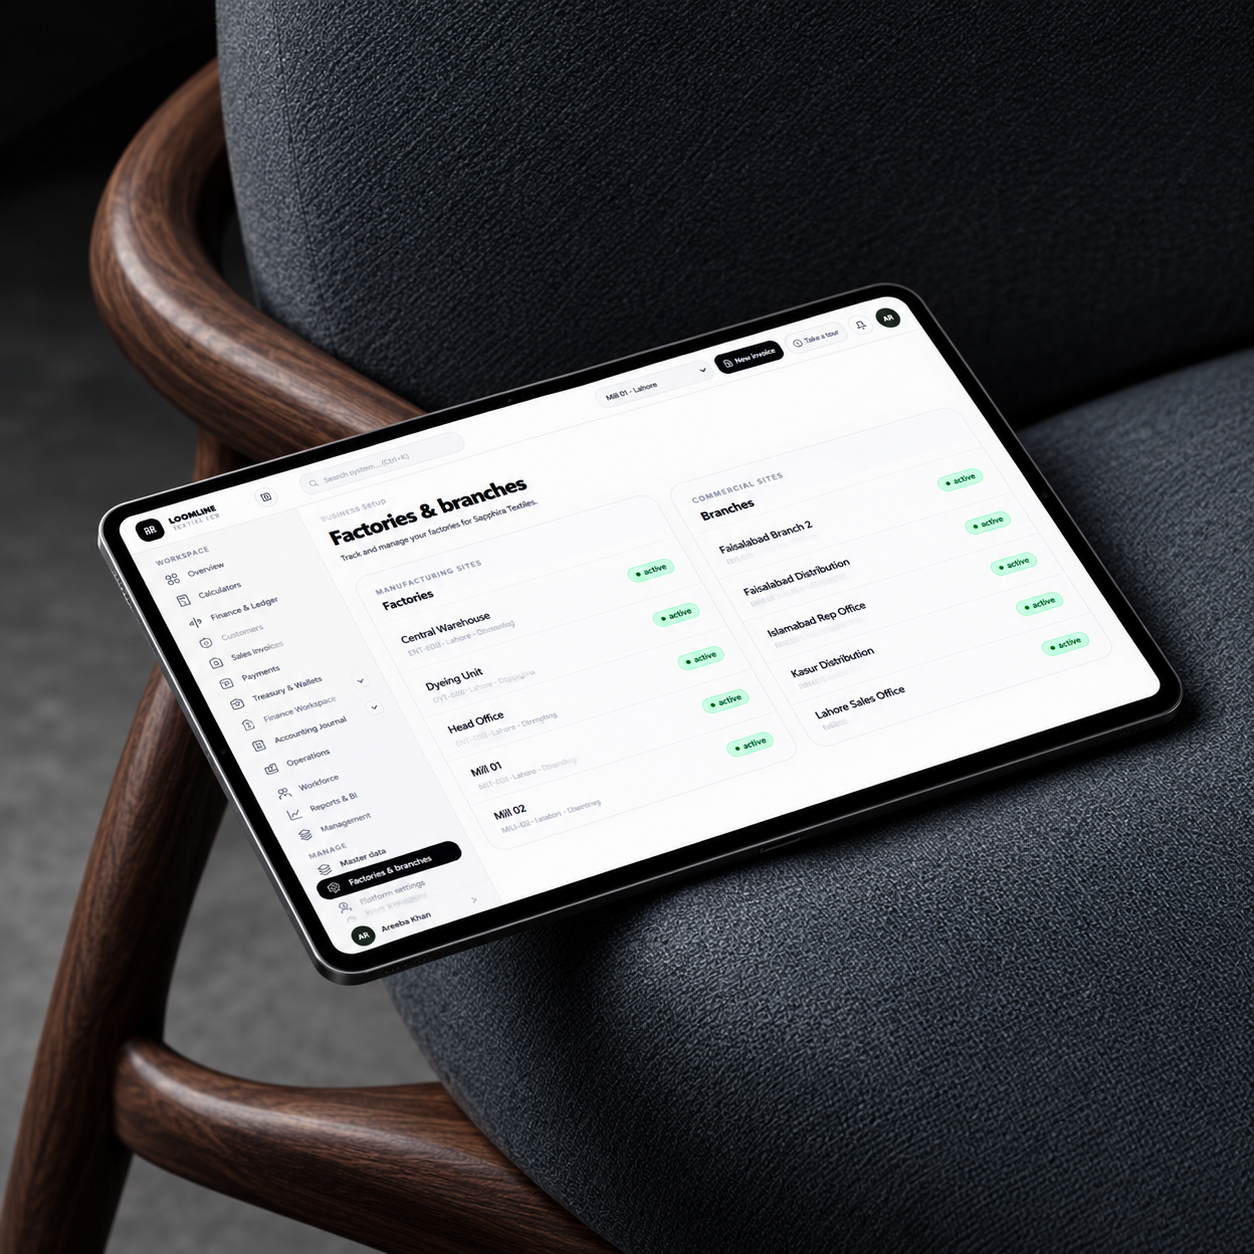 LOOMLINE
Search system... (Ctrl+K)
Mill 01 - Lahore
New invoice
Take a tour
AR
WORKSPACE
Overview
Calculators
Finance & Ledger
Customers
Sales Invoices
Payments
Treasury & Wallets
Finance Workspace
Accounting Journal
Operations
Workforce
Reports & BI
Management
MANAGE
Master data
Factories & branches
Platform settings
AR
Areeba Khan
BUSINESS SETUP
Factories & branches
Track and manage your factories for Sapphira Textiles.
MANUFACTURING SITES
Factories
Central Warehouse
active
Lahore
Dyeing Unit
active
Lahore
Head Office
active
Lahore
Mill 01
active
Lahore
Mill 02
active
COMMERCIAL SITES
Branches
Faisalabad Branch 2
active
Faisalabad Distribution
active
Islamabad Rep Office
active
Kasur Distribution
active
Lahore Sales Office
active